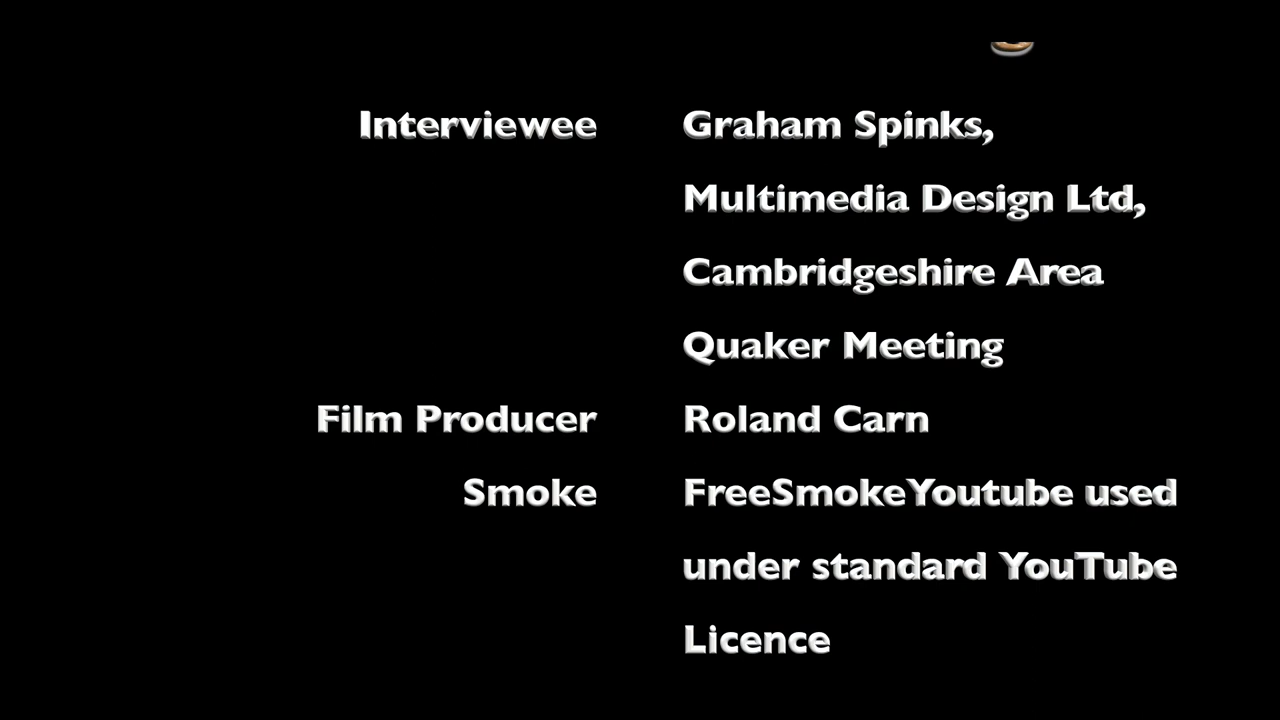 Interviewee Graham Spinks,
Multimedia Design Ltd,
Cambridgeshire Area
Quaker Meeting
Film Producer Roland Carn
Smoke FreeSmokeYoutube used
under standard YouTube
Licence